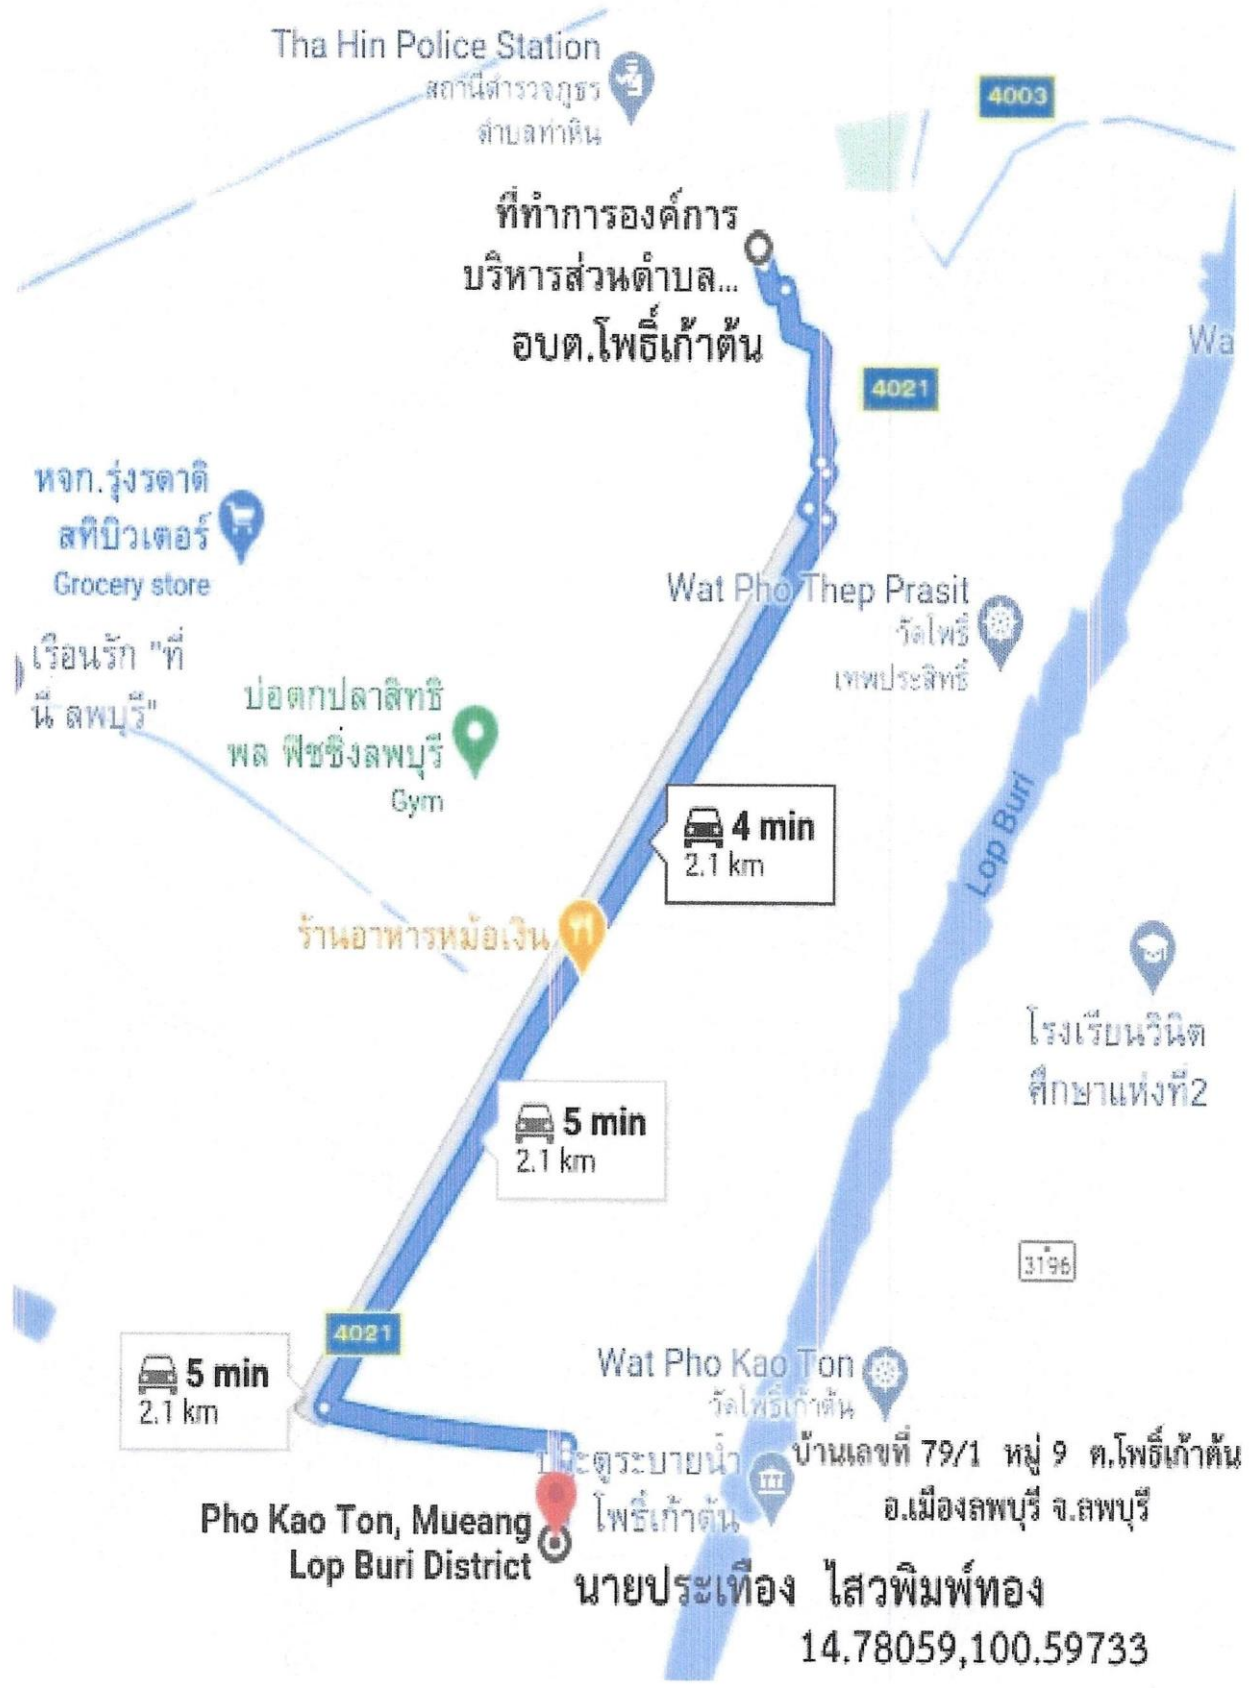 Tha Hin Police Station
สถานีตำรวจภูธร
ตำบลท่าหิน
4003
ที่ทำการองค์การ
บริหารส่วนตำบล...
อบต.โพธิ์เก้าต้น
Wa
4021
หจก.รุ่งรดาดิ
สทิบิวเตอร์
Grocery store
Wat Pho Thep Prasit
วัดโพธิ์
เทพประสิทธิ์
เรือนรัก "ที่
นี่ ลพบุรี"
บ่อตกปลาสิทธิ
พล ฟิชชิ่งลพบุรี
Gym
4 min
2.1 km
Lop Buri
ร้านอาหารหม้อเงิน
โรงเรียนวินิต
ศึกษาแห่งที่2
5 min
2.1 km
3196
4021
5 min
2.1 km
Wat Pho Kao Ton
วัดโพธิ์เก้าต้น
ประตูระบายน้ำ
โพธิ์เก้าต้น
บ้านเลขที่ 79/1 หมู่ 9 ต.โพธิ์เก้าต้น
อ.เมืองลพบุรี จ.ลพบุรี
Pho Kao Ton, Mueang
Lop Buri District
นายประเทือง ไสวพิมพ์ทอง
14.78059,100.59733